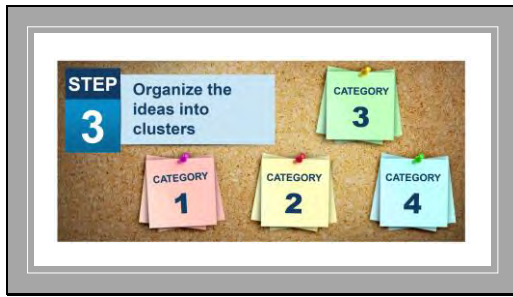 STEP
3
Organize the
ideas into
clusters
CATEGORY
3
CATEGORY
1
CATEGORY
2
CATEGORY
4